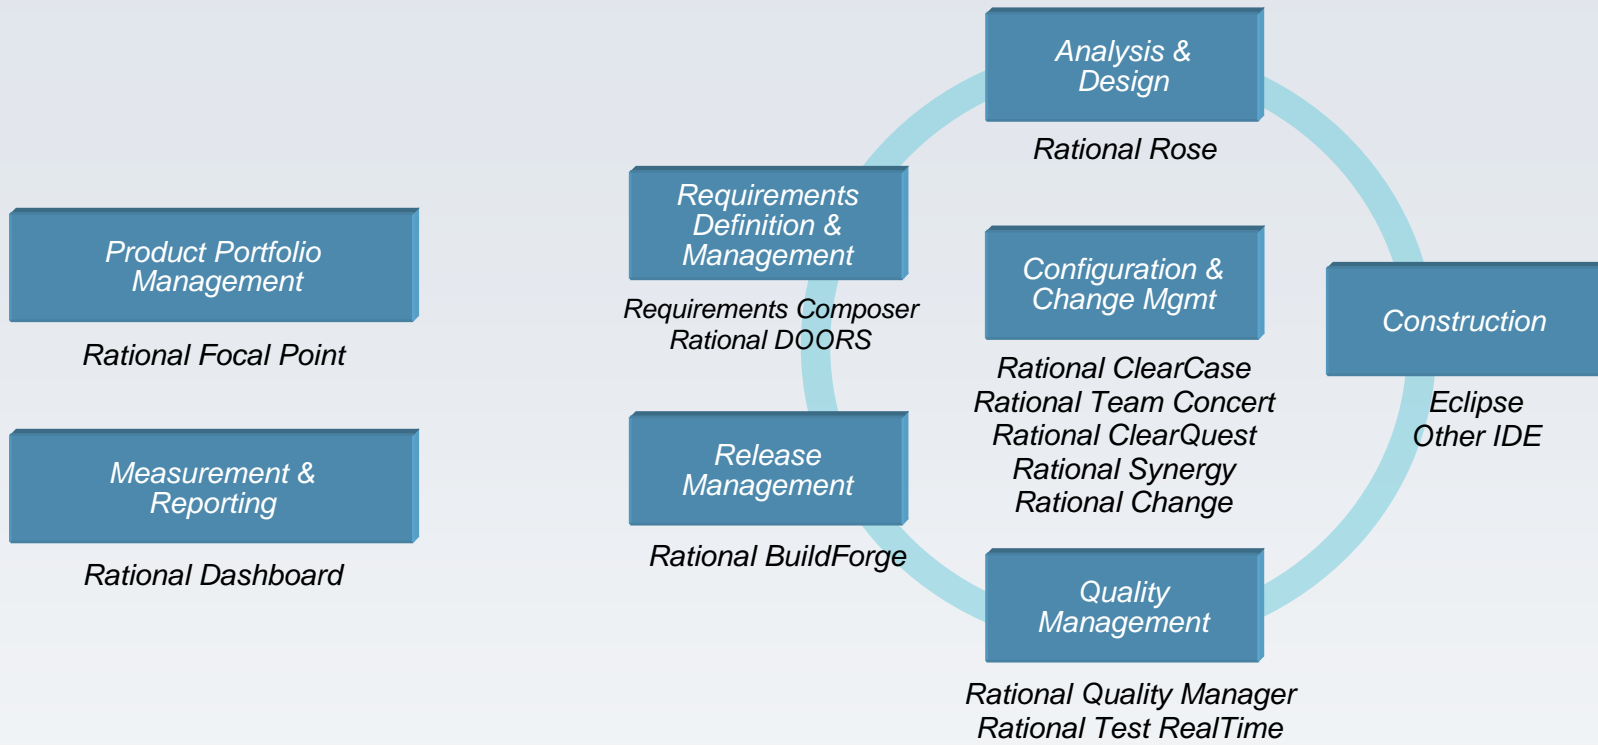 Product Portfolio
Management
Rational Focal Point
Measurement &
Reporting
Rational Dashboard
Analysis &
Design
Rational Rose
Requirements
Definition &
Management
Requirements Composer
Rational DOORS
Configuration &
Change Mgmt
Rational ClearCase
Rational Team Concert
Rational ClearQuest
Rational Synergy
Rational Change
Construction
Eclipse
Other IDE
Release
Management
Rational BuildForge
Quality
Management
Rational Quality Manager
Rational Test RealTime